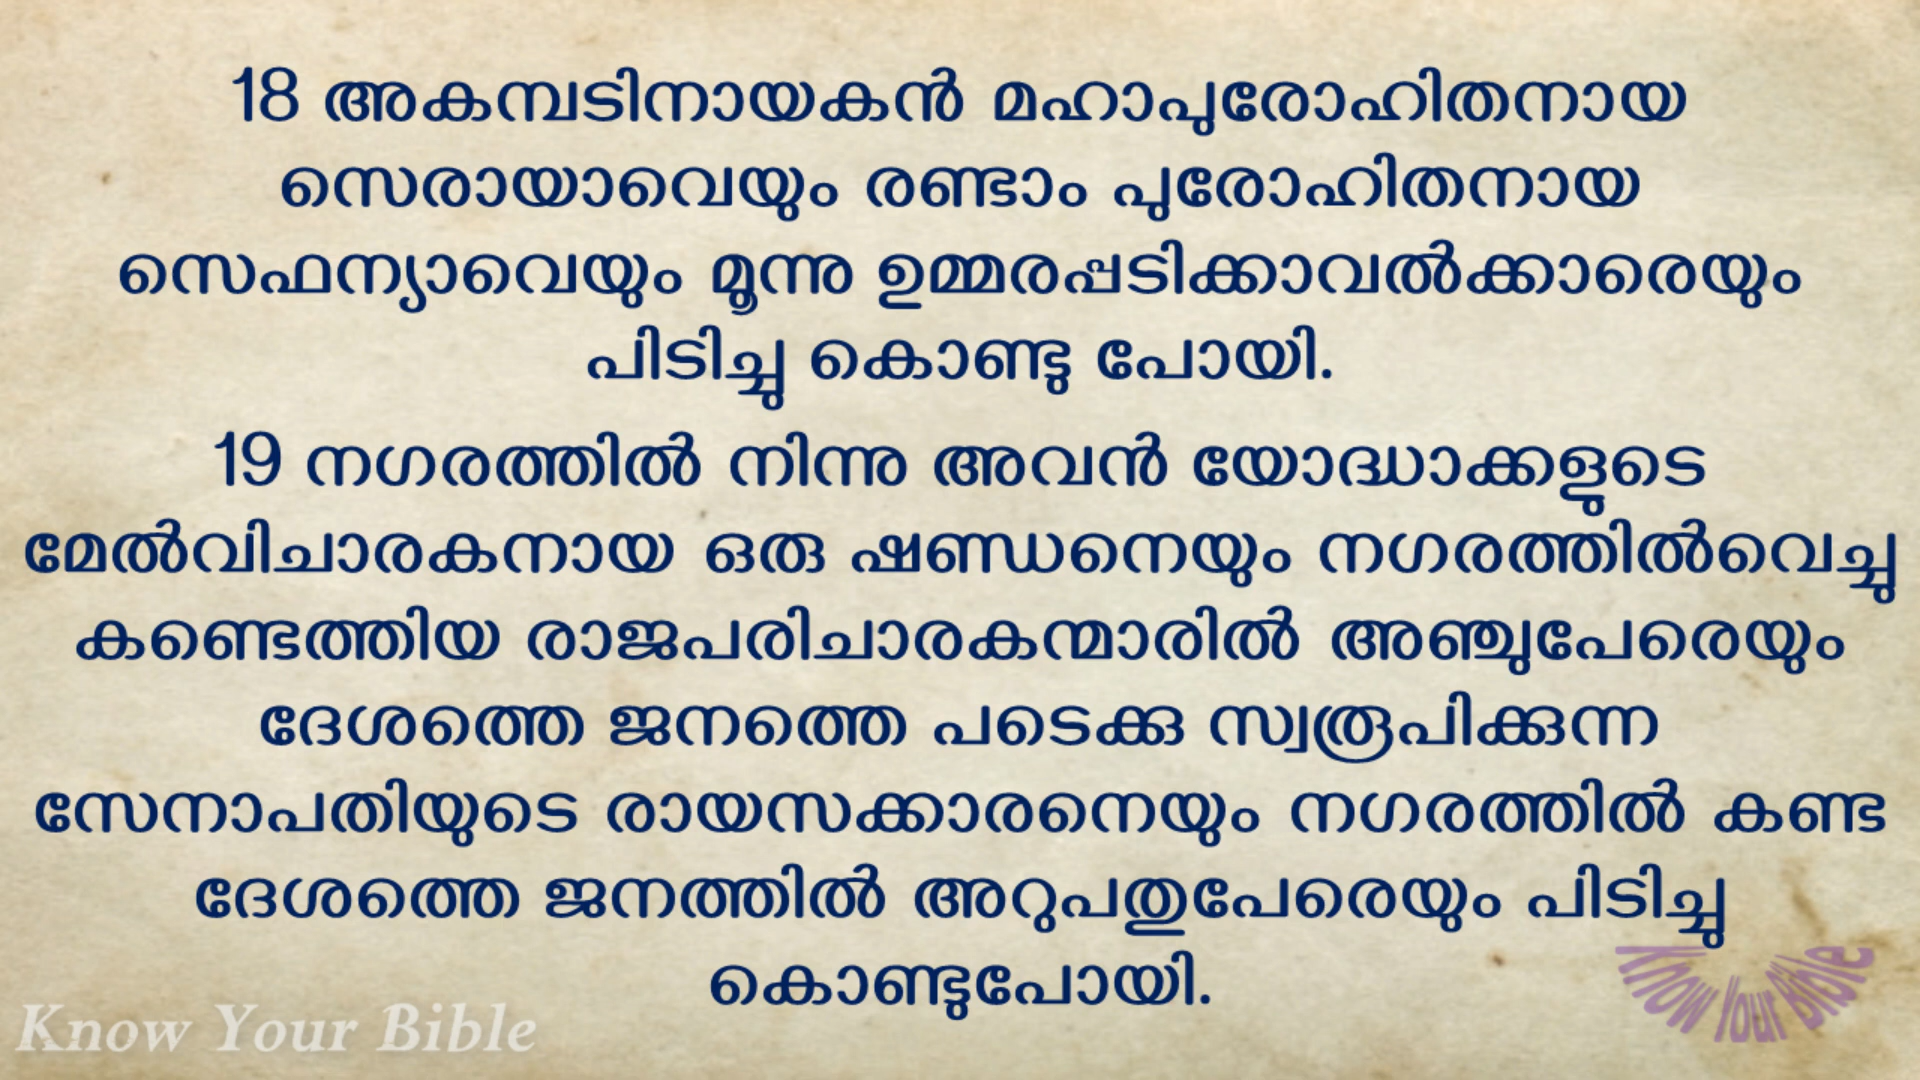 18 അകമ്പടിനായകൻ മഹാപുരോഹിതനായ
സെരായാവെയും രണ്ടാം പുരോഹിതനായ
സെഫന്യാവെയും മൂന്നു ഉമ്മരപ്പടിക്കാവൽക്കാരെയും
പിടിച്ചു കൊണ്ടു പോയി.
19 നഗരത്തിൽ നിന്നു അവൻ യോദ്ധാക്കളുടെ
മേൽവിചാരകനായ ഒരു ഷണ്ഡനെയും നഗരത്തിൽവെച്ചു
കണ്ടെത്തിയ രാജപരിചാരകന്മാരിൽ അഞ്ചുപേരെയും
ദേശത്തെ ജനത്തെ പടെക്കു സ്വരൂപിക്കുന്ന
സേനാപതിയുടെ രായസക്കാരനെയും നഗരത്തിൽ കണ്ട
ദേശത്തെ ജനത്തിൽ അറുപതുപേരെയും പിടിച്ചു
കൊണ്ടുപോയി.
Know Your Bible
Know Your Bible